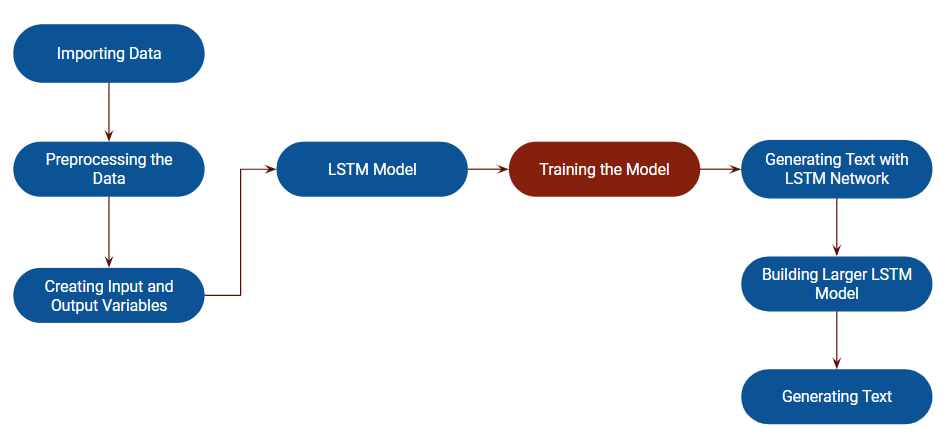 Importing Data
Preprocessing the
Data
Creating Input and
Output Variables
LSTM Model
Training the Model
Generating Text with
LSTM Network
Building Larger LSTM
Model
Generating Text